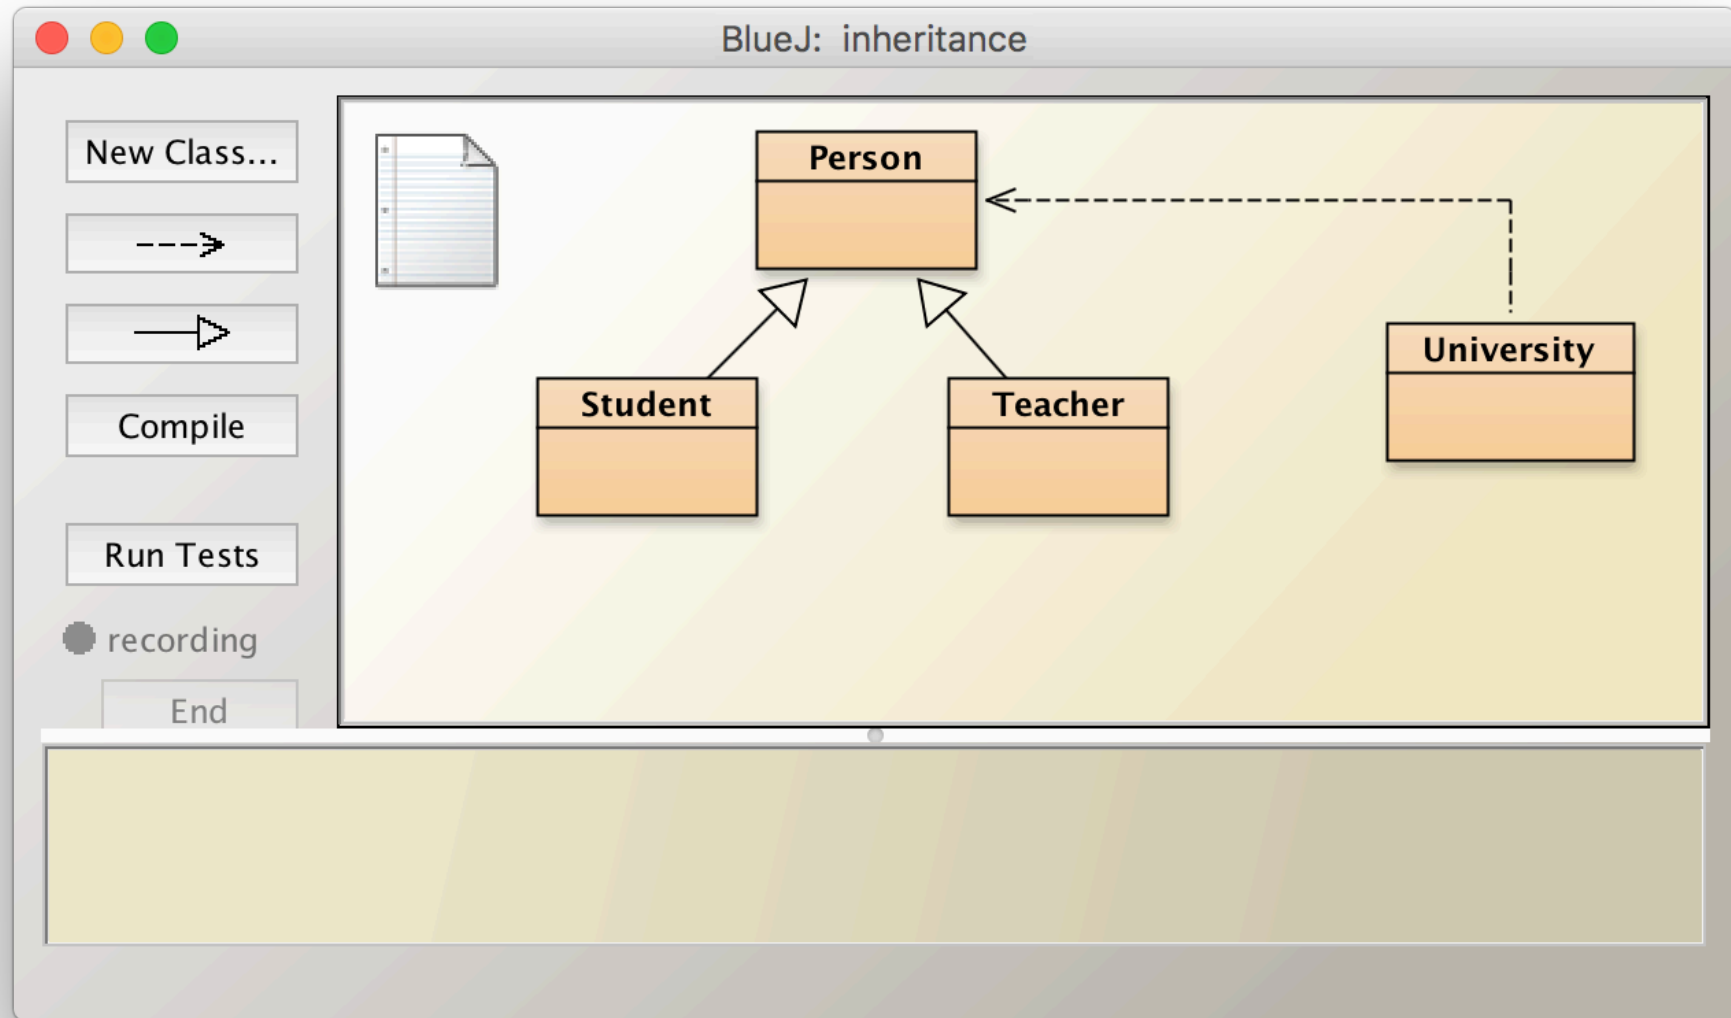 BlueJ:  inheritance
New Class...
Compile
Run Tests
recording
End
Person
Student
Teacher
University